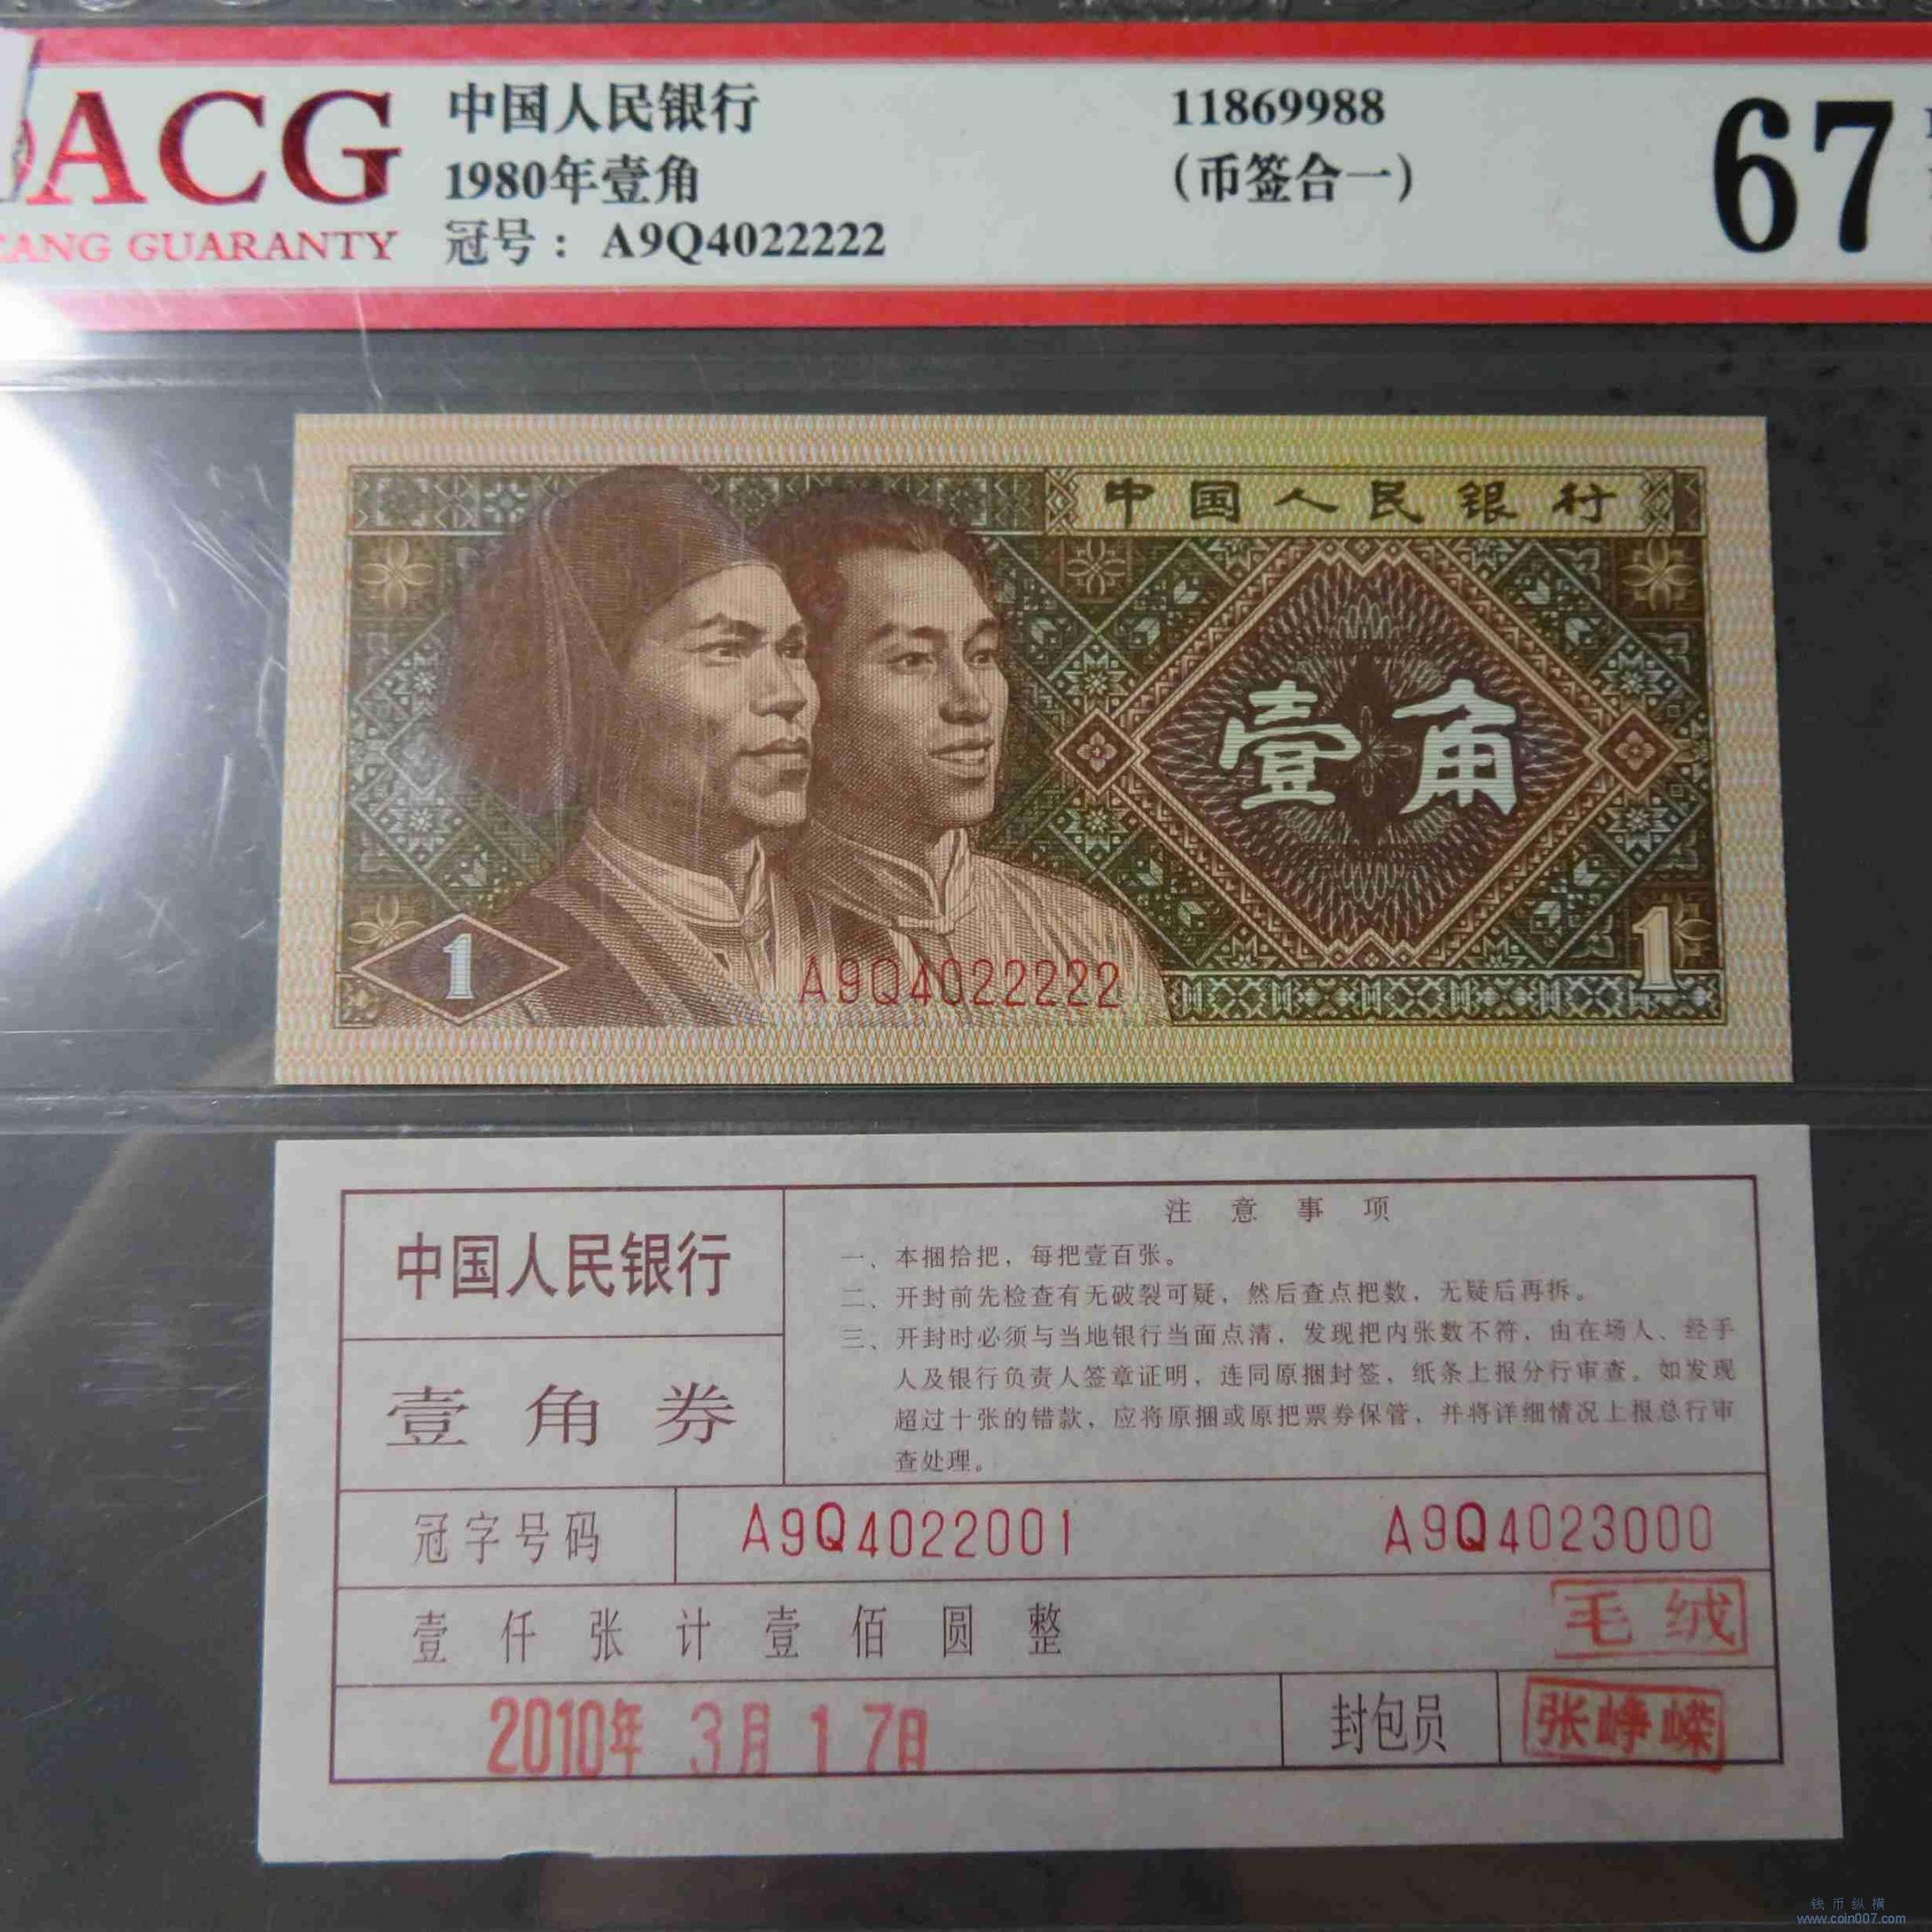 ACG
CANG GUARANTY
中国人民银行
1980年壹角
冠号： A9Q4022222
11869988
（币签合一）
67
中国人民银行
壹角
1
1
A9Q4022222
中国人民银行
壹角券
注意事项
一、本捆拾把，每把壹百张。
二、开封前先检查有无破裂可疑，然后查点把数，无疑后再拆。
三、开封时必须与当地银行当面点清，发现把内张数不符，由在场人、经手
人及银行负责人签章证明，连同原捆封签，纸条上报分行审查。如发现
超过十张的错款，应将原捆或原把票券保管，并将详细情况上报总行审
查处理。
冠字号码
A9Q4022001
A9Q4023000
壹仟张计壹佰圆整
毛绒
2010年 3月17日
封包员
张峥嵘
钱币纵横
www.coin007.com